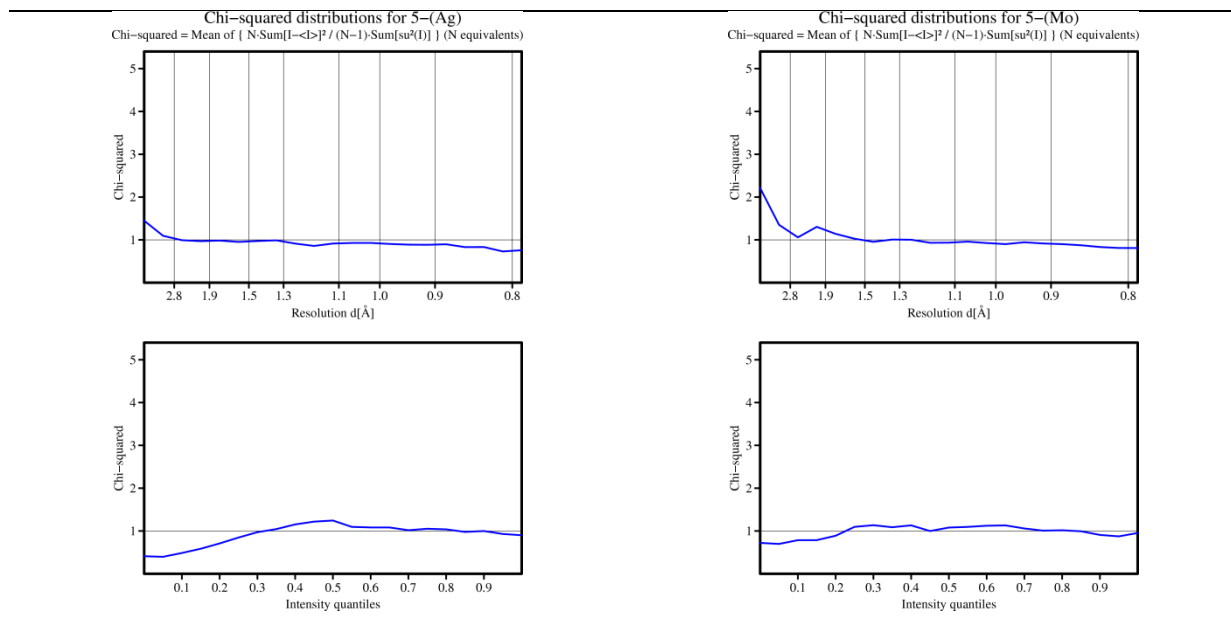 Chi−squared distributions for 5−(Ag)
Chi−squared = Mean of { N·Sum[I−<I>]² / (N−1)·Sum[su²(I)] } (N equivalents)
5
4
3
2
1
Chi−squared
2.8 1.9 1.5 1.3 1.1 1.0 0.9 0.8
Resolution d[Å]
5
4
3
2
1
Chi−squared
0.1 0.2 0.3 0.4 0.5 0.6 0.7 0.8 0.9
Intensity quantiles
Chi−squared distributions for 5−(Mo)
Chi−squared = Mean of { N·Sum[I−<I>]² / (N−1)·Sum[su²(I)] } (N equivalents)
5
4
3
2
1
Chi−squared
2.8 1.9 1.5 1.3 1.1 1.0 0.9 0.8
Resolution d[Å]
5
4
3
2
1
Chi−squared
0.1 0.2 0.3 0.4 0.5 0.6 0.7 0.8 0.9
Intensity quantiles